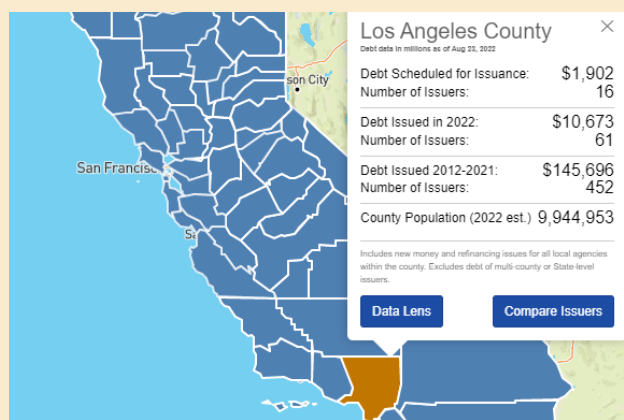 Los Angeles County
Debt data in millions as of Aug 23, 2022
Debt Scheduled for Issuance: $1,902
Number of Issuers: 16
Debt Issued in 2022: $10,673
Number of Issuers: 61
Debt Issued 2012-2021: $145,696
Number of Issuers: 452
County Population (2022 est.) 9,944,953
Includes new money and refinancing issues for all local agencies
within the county. Excludes debt of multi-county or State-level
issuers.
Data Lens
Compare Issuers
son City
San Francisc
Sa